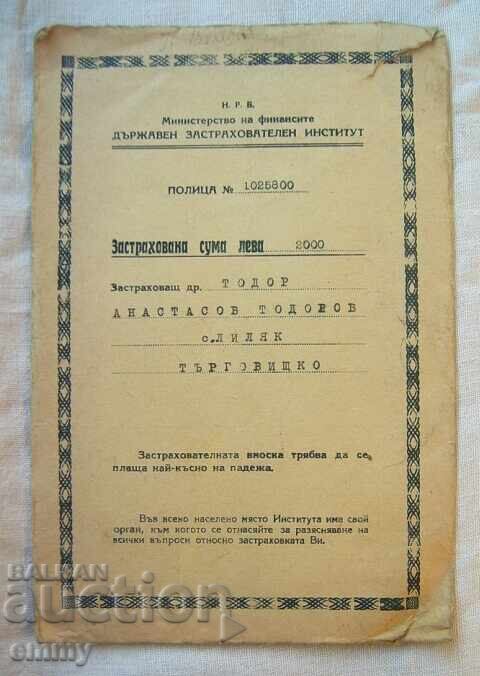 Н. Р. Б.
Министерство на финансите
ДЪРЖАВЕН ЗАСТРАХОВАТЕЛЕН ИНСТИТУТ
ПОЛИЦА № 1025800
Застрахована сума лева 2000
Застраховащ др. ТОДОР
АНАСТАСОВ ТОДОРОВ
с.ЛИЛЯК
ТЪРГОВИЩКО
Застрахователната вноска трябва да се
плаща най-късно на падежа.
Във всеко населено място Института има свой
орган, към когото се отнасяйте за разясняване на
всички въпроси относно застраховката Ви.
BALKAN
auction
emmy